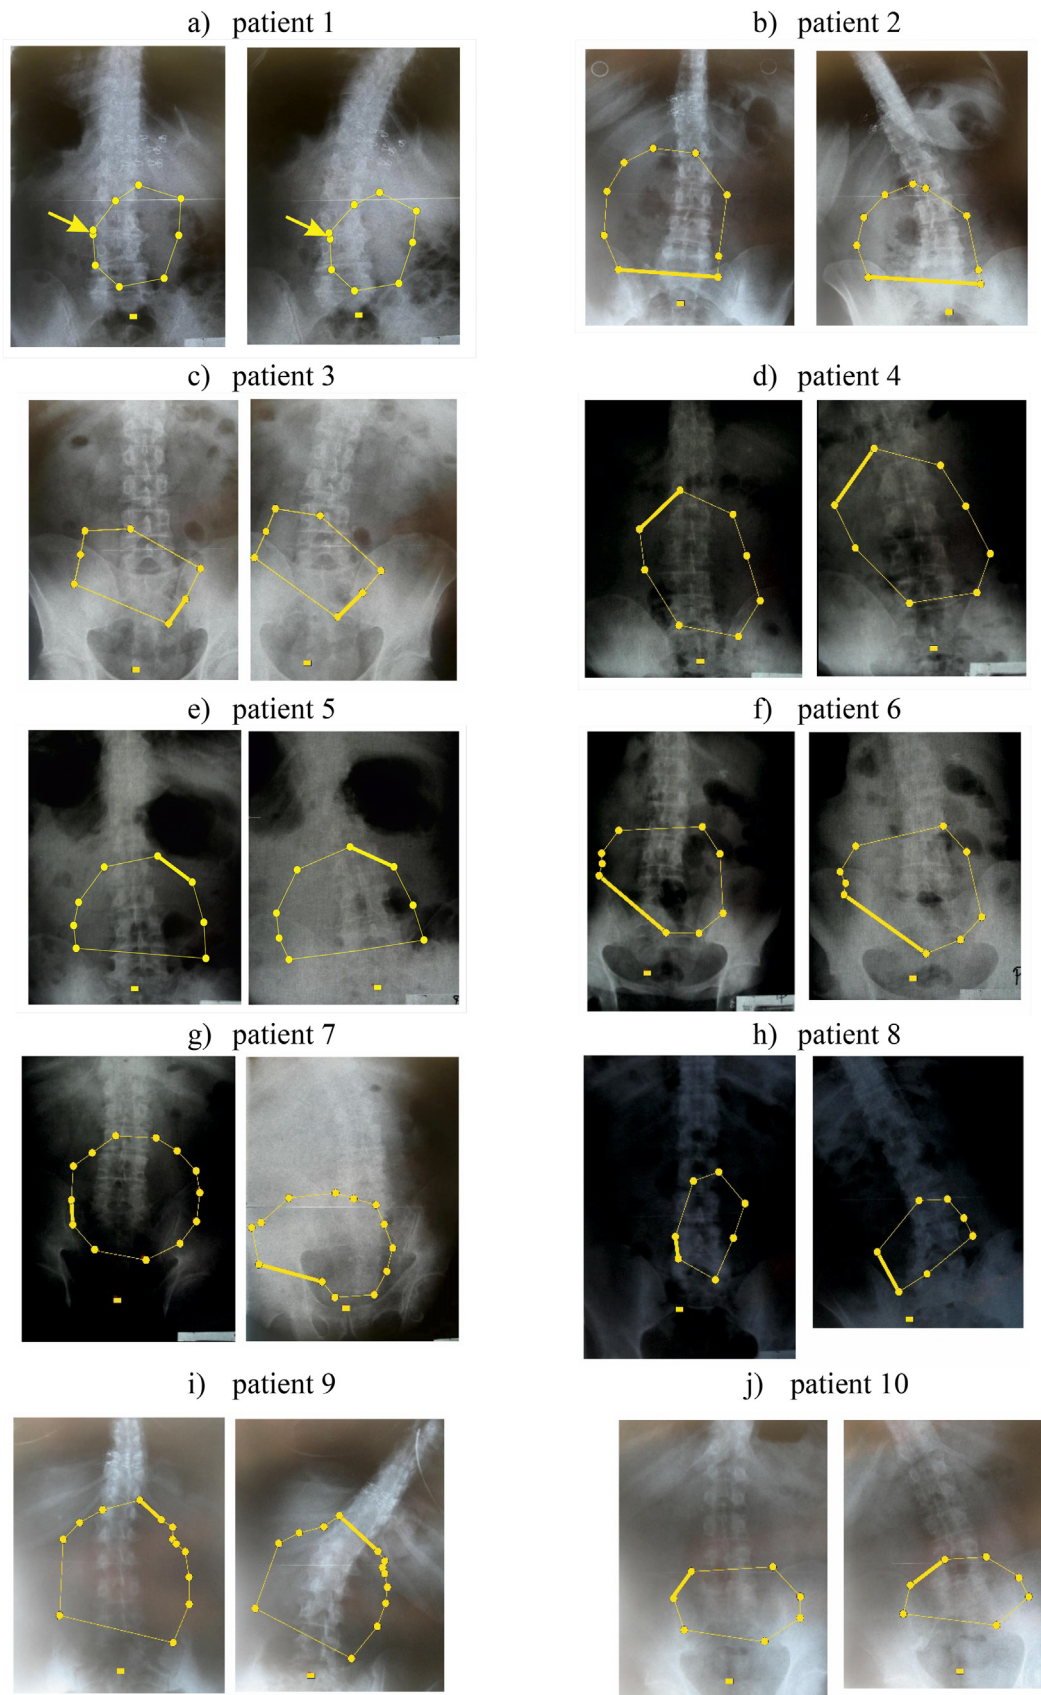 a) patient 1
b) patient 2
c) patient 3
d) patient 4
e) patient 5
f) patient 6
g) patient 7
h) patient 8
i) patient 9
j) patient 10